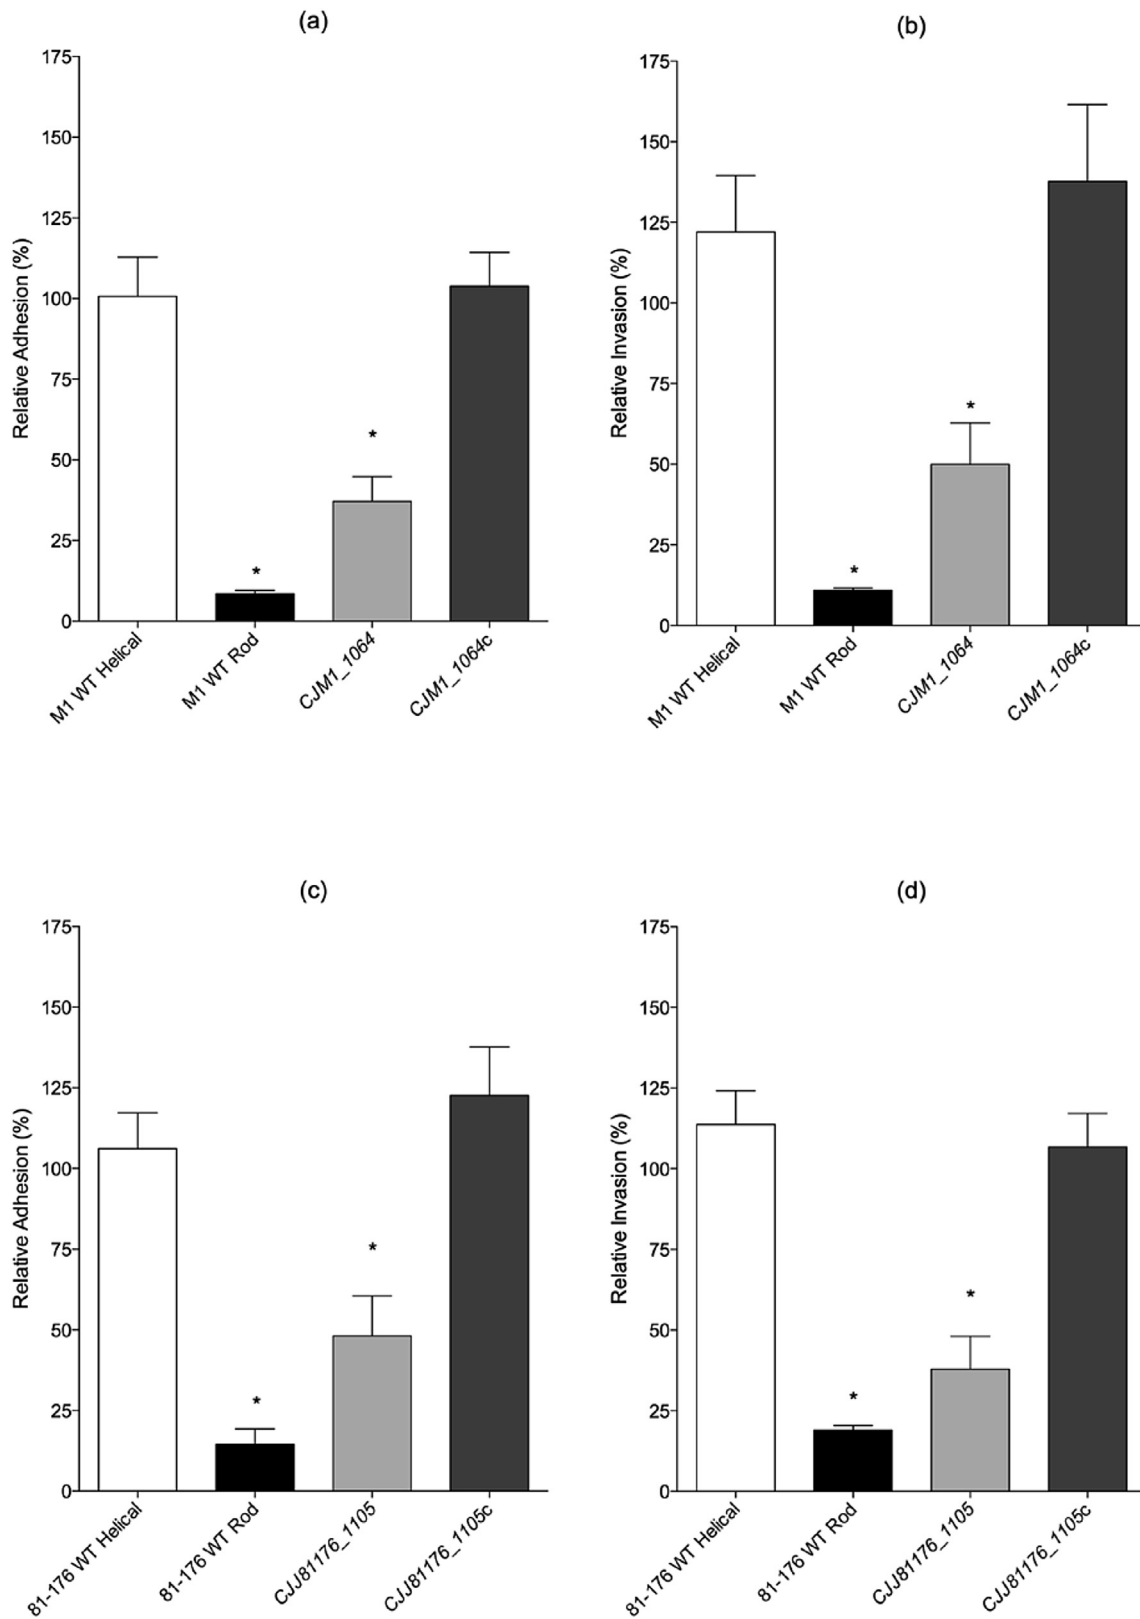 (a)
175
150
125
100
75
50
25
0
Relative Adhesion (%)
*
*
M1 WT Helical
M1 WT Rod
CJM1_1064
CJM1_1064c
(b)
175
150
125
100
75
50
25
0
Relative Invasion (%)
*
*
M1 WT Helical
M1 WT Rod
CJM1_1064
CJM1_1064c
(c)
175
150
125
100
75
50
25
0
Relative Adhesion (%)
*
*
81-176 WT Helical
81-176 WT Rod
CJJ81176_1105
CJJ81176_1105c
(d)
175
150
125
100
75
50
25
0
Relative Invasion (%)
*
*
81-176 WT Helical
81-176 WT Rod
CJJ81176_1105
CJJ81176_1105c